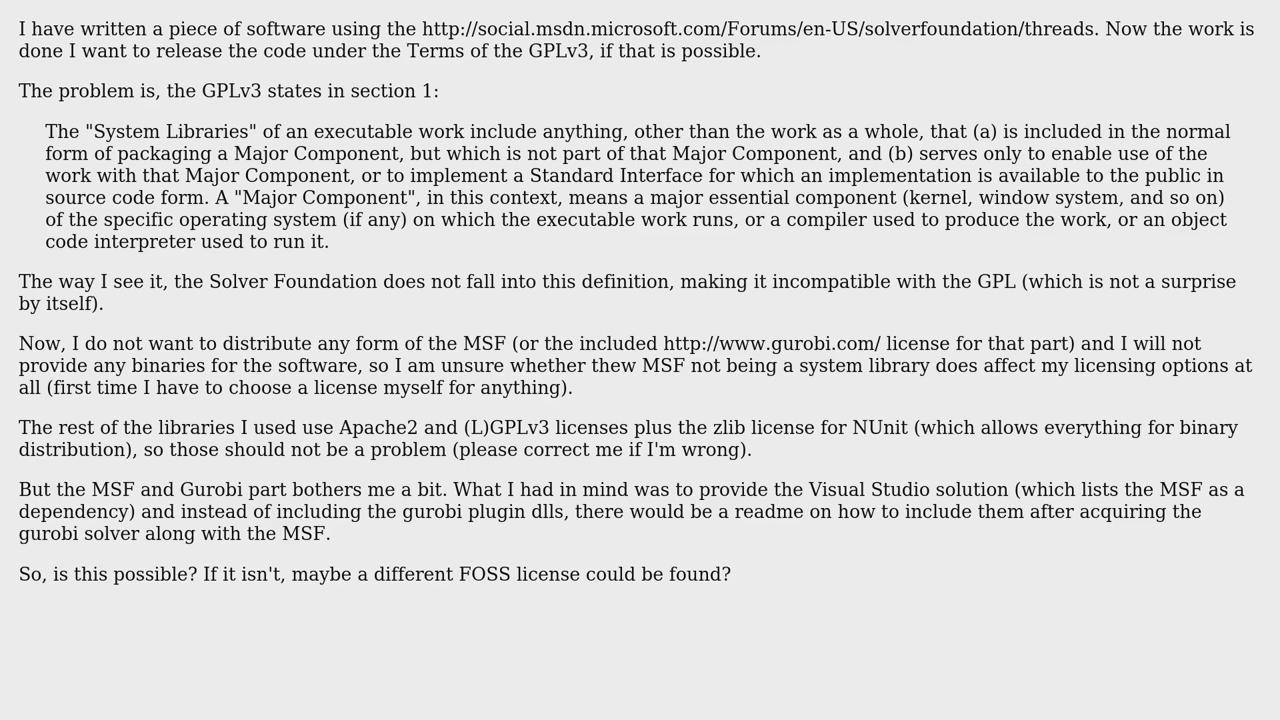 I have written a piece of software using the http://social.msdn.microsoft.com/Forums/en-US/solverfoundation/threads. Now the work is
done I want to release the code under the Terms of the GPLv3, if that is possible.
The problem is, the GPLv3 states in section 1:
The "System Libraries" of an executable work include anything, other than the work as a whole, that (a) is included in the normal
form of packaging a Major Component, but which is not part of that Major Component, and (b) serves only to enable use of the
work with that Major Component, or to implement a Standard Interface for which an implementation is available to the public in
source code form. A "Major Component", in this context, means a major essential component (kernel, window system, and so on)
of the specific operating system (if any) on which the executable work runs, or a compiler used to produce the work, or an object
code interpreter used to run it.
The way I see it, the Solver Foundation does not fall into this definition, making it incompatible with the GPL (which is not a surprise
by itself).
Now, I do not want to distribute any form of the MSF (or the included http://www.gurobi.com/ license for that part) and I will not
provide any binaries for the software, so I am unsure whether thew MSF not being a system library does affect my licensing options at
all (first time I have to choose a license myself for anything).
The rest of the libraries I used use Apache2 and (L)GPLv3 licenses plus the zlib license for NUnit (which allows everything for binary
distribution), so those should not be a problem (please correct me if I'm wrong).
But the MSF and Gurobi part bothers me a bit. What I had in mind was to provide the Visual Studio solution (which lists the MSF as a
dependency) and instead of including the gurobi plugin dlls, there would be a readme on how to include them after acquiring the
gurobi solver along with the MSF.
So, is this possible? If it isn't, maybe a different FOSS license could be found?